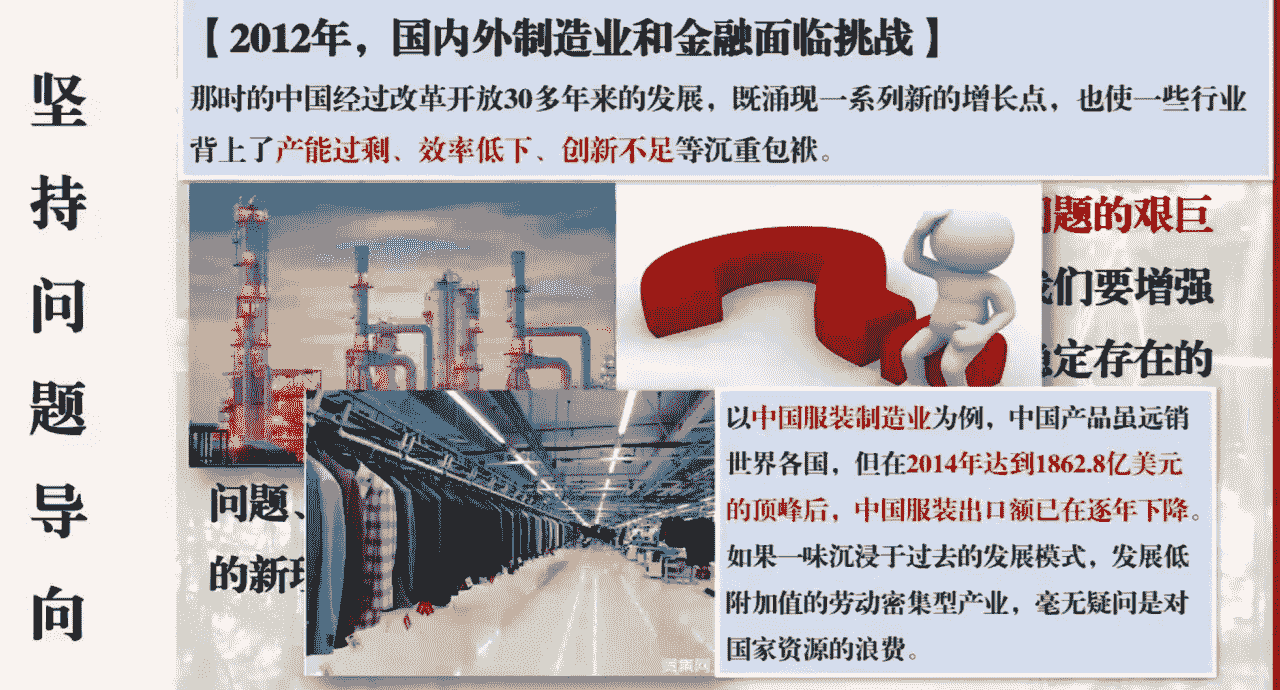 坚持问题导向
【2012年，国内外制造业和金融面临挑战】
那时的中国经过改革开放30多年来的发展，既涌现一系列新的增长点，也使一些行业
背上了产能过剩、效率低下、创新不足等沉重包袱。
题的艰巨
们要增强
定存在的
问题、
的新
以中国服装制造业为例，中国产品虽远销
世界各国，但在2014年达到1862.8亿美元
的顶峰后，中国服装出口额已在逐年下降。
如果一味沉浸于过去的发展模式，发展低
附加值的劳动密集型产业，毫无疑问是对
国家资源的浪费。